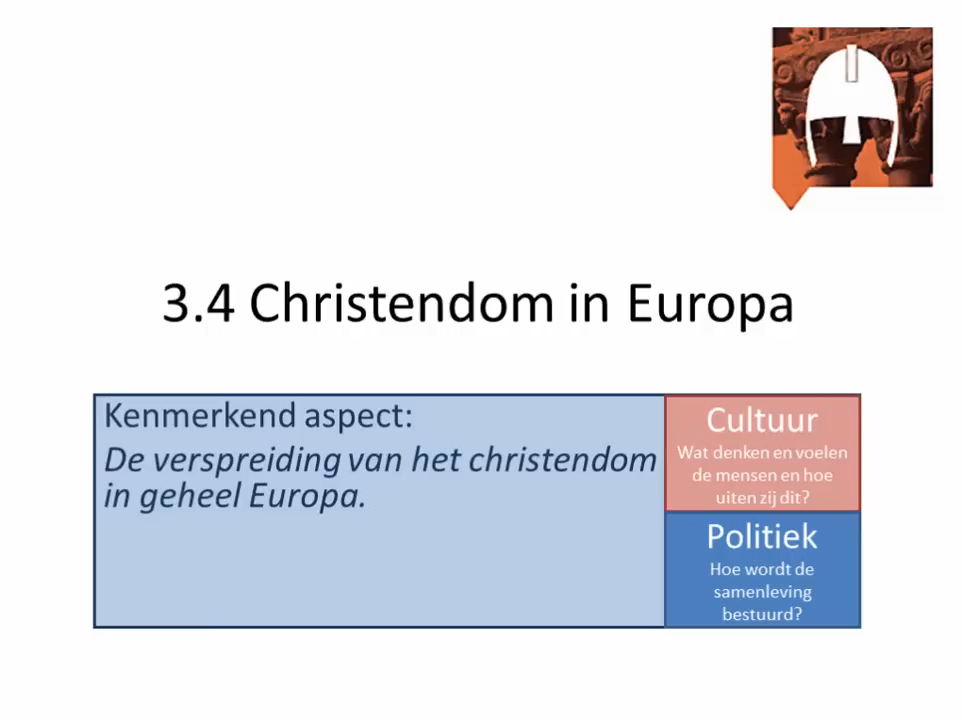 3.4 Christendom in Europa
Kenmerkend aspect:
De verspreiding van het christendom
in geheel Europa.
Cultuur
Wat denken en voelen
de mensen en hoe
uiten zij dit?
Politiek
Hoe wordt de
samenleving
bestuurd?